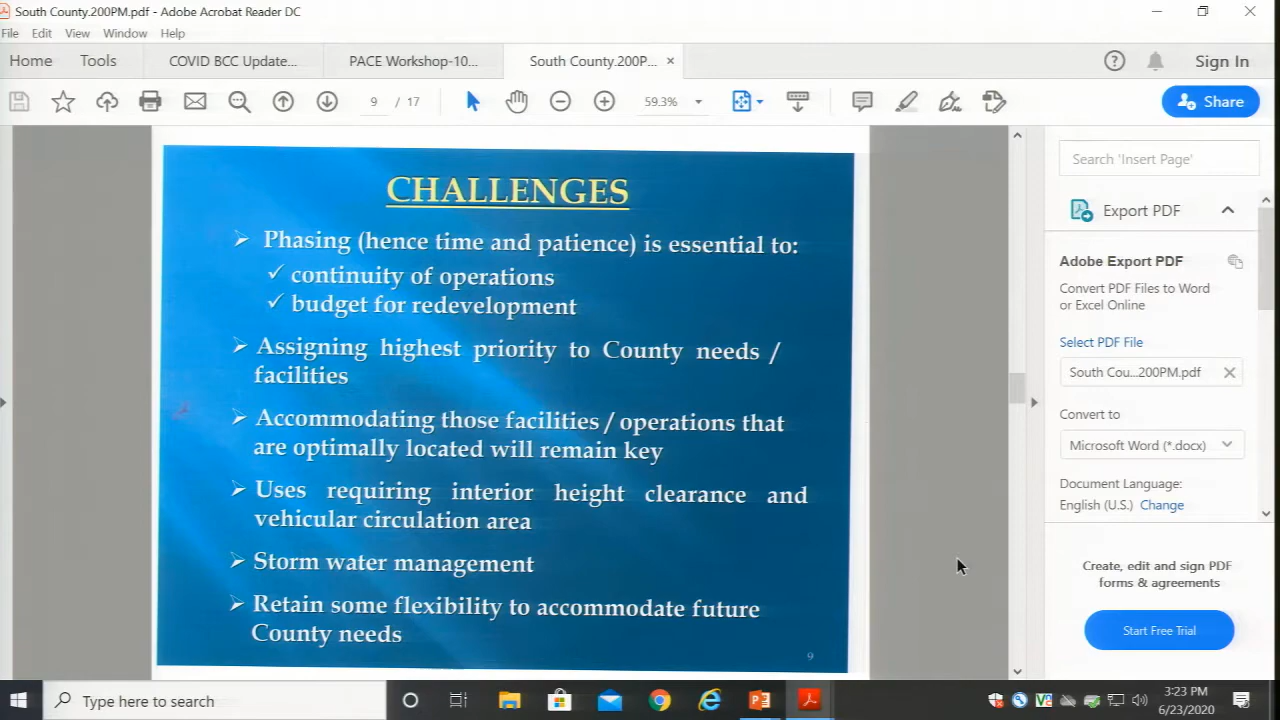 South County.200PM.pdf - Adobe Acrobat Reader DC
File Edit View Window Help
Home Tools COVID BCC Update... PACE Workshop-10... South County.200P... × Sign In
9 / 17 59.3% Share
CHALLENGES
Phasing (hence time and patience) is essential to:
✓ continuity of operations
✓ budget for redevelopment
Assigning highest priority to County needs /
facilities
Accommodating those facilities / operations that
are optimally located will remain key
Uses requiring interior height clearance and
vehicular circulation area
Storm water management
Retain some flexibility to accommodate future
County needs
9
Search 'Insert Page'
Export PDF
Adobe Export PDF
Convert PDF Files to Word
or Excel Online
Select PDF File
South Cou...200PM.pdf
Convert to
Microsoft Word (*.docx)
Document Language:
English (U.S.) Change
Create, edit and sign PDF
forms & agreements
Start Free Trial
Type here to search
3:23 PM
6/23/2020